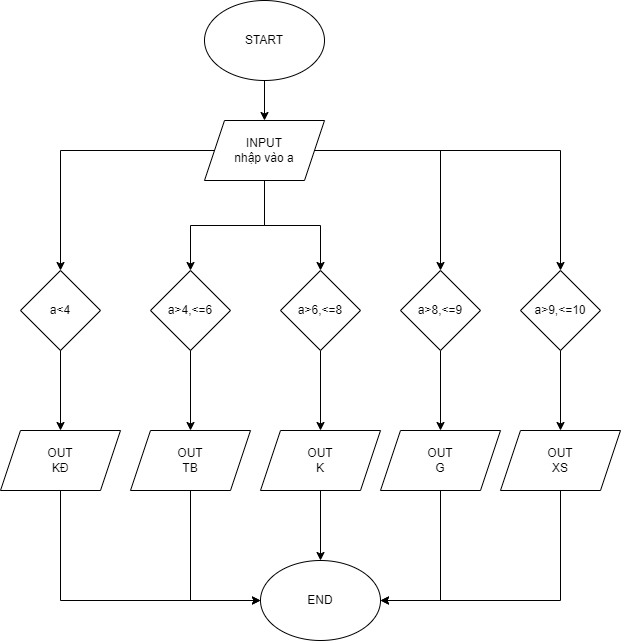 START
INPUT
nhập vào a
a<4
a>4,<=6
a>6,<=8
a>8,<=9
a>9,<=10
OUT
KĐ
OUT
TB
OUT
K
OUT
G
OUT
XS
END